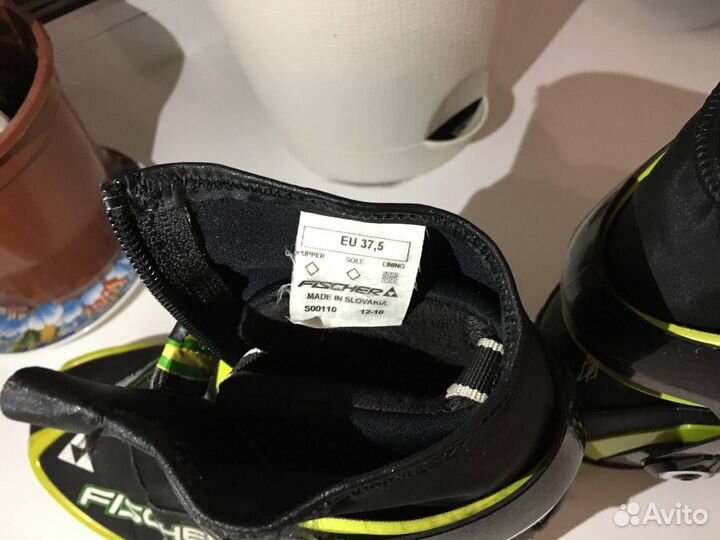 EU 37,5
UPPER SOLE LINING
FISCHER
MADE IN SLOVAKIA
S00110 12-10
FISCHER
Avito